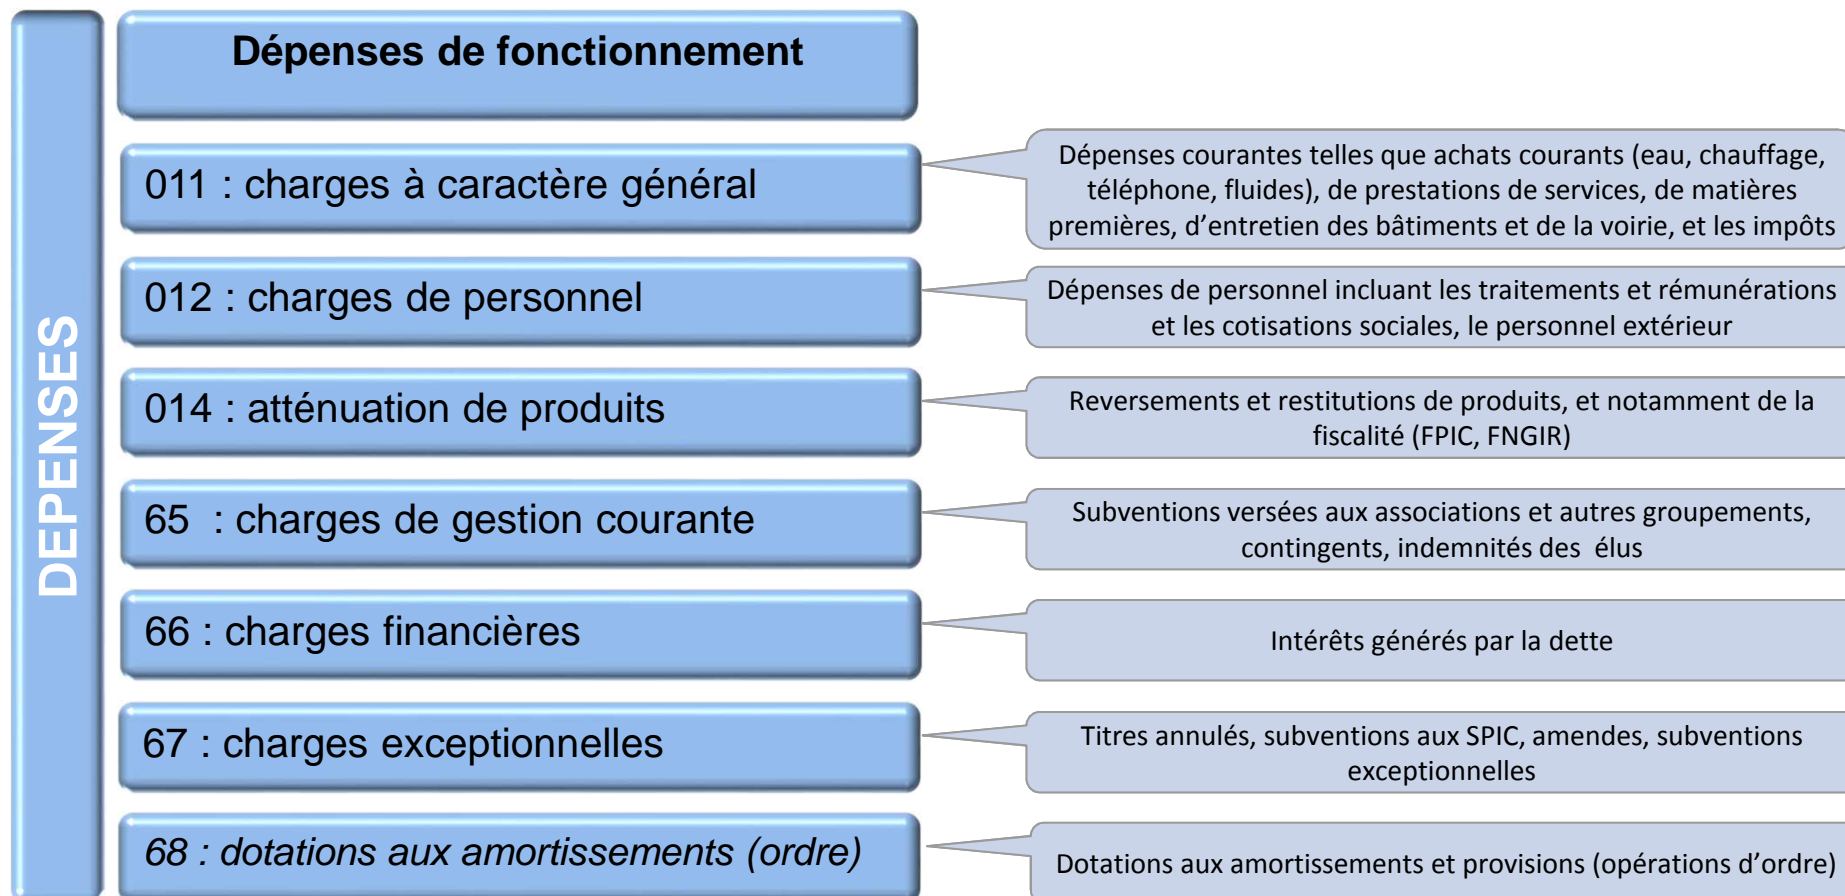 DEPENSES
Dépenses de fonctionnement
011 : charges à caractère général
Dépenses courantes telles que achats courants (eau, chauffage,
téléphone, fluides), de prestations de services, de matières
premières, d’entretien des bâtiments et de la voirie, et les impôts
012 : charges de personnel
Dépenses de personnel incluant les traitements et rémunérations
et les cotisations sociales, le personnel extérieur
014 : atténuation de produits
Reversements et restitutions de produits, et notamment de la
fiscalité (FPIC, FNGIR)
65 : charges de gestion courante
Subventions versées aux associations et autres groupements,
contingents, indemnités des élus
66 : charges financières
Intérêts générés par la dette
67 : charges exceptionnelles
Titres annulés, subventions aux SPIC, amendes, subventions
exceptionnelles
68 : dotations aux amortissements (ordre)
Dotations aux amortissements et provisions (opérations d’ordre)